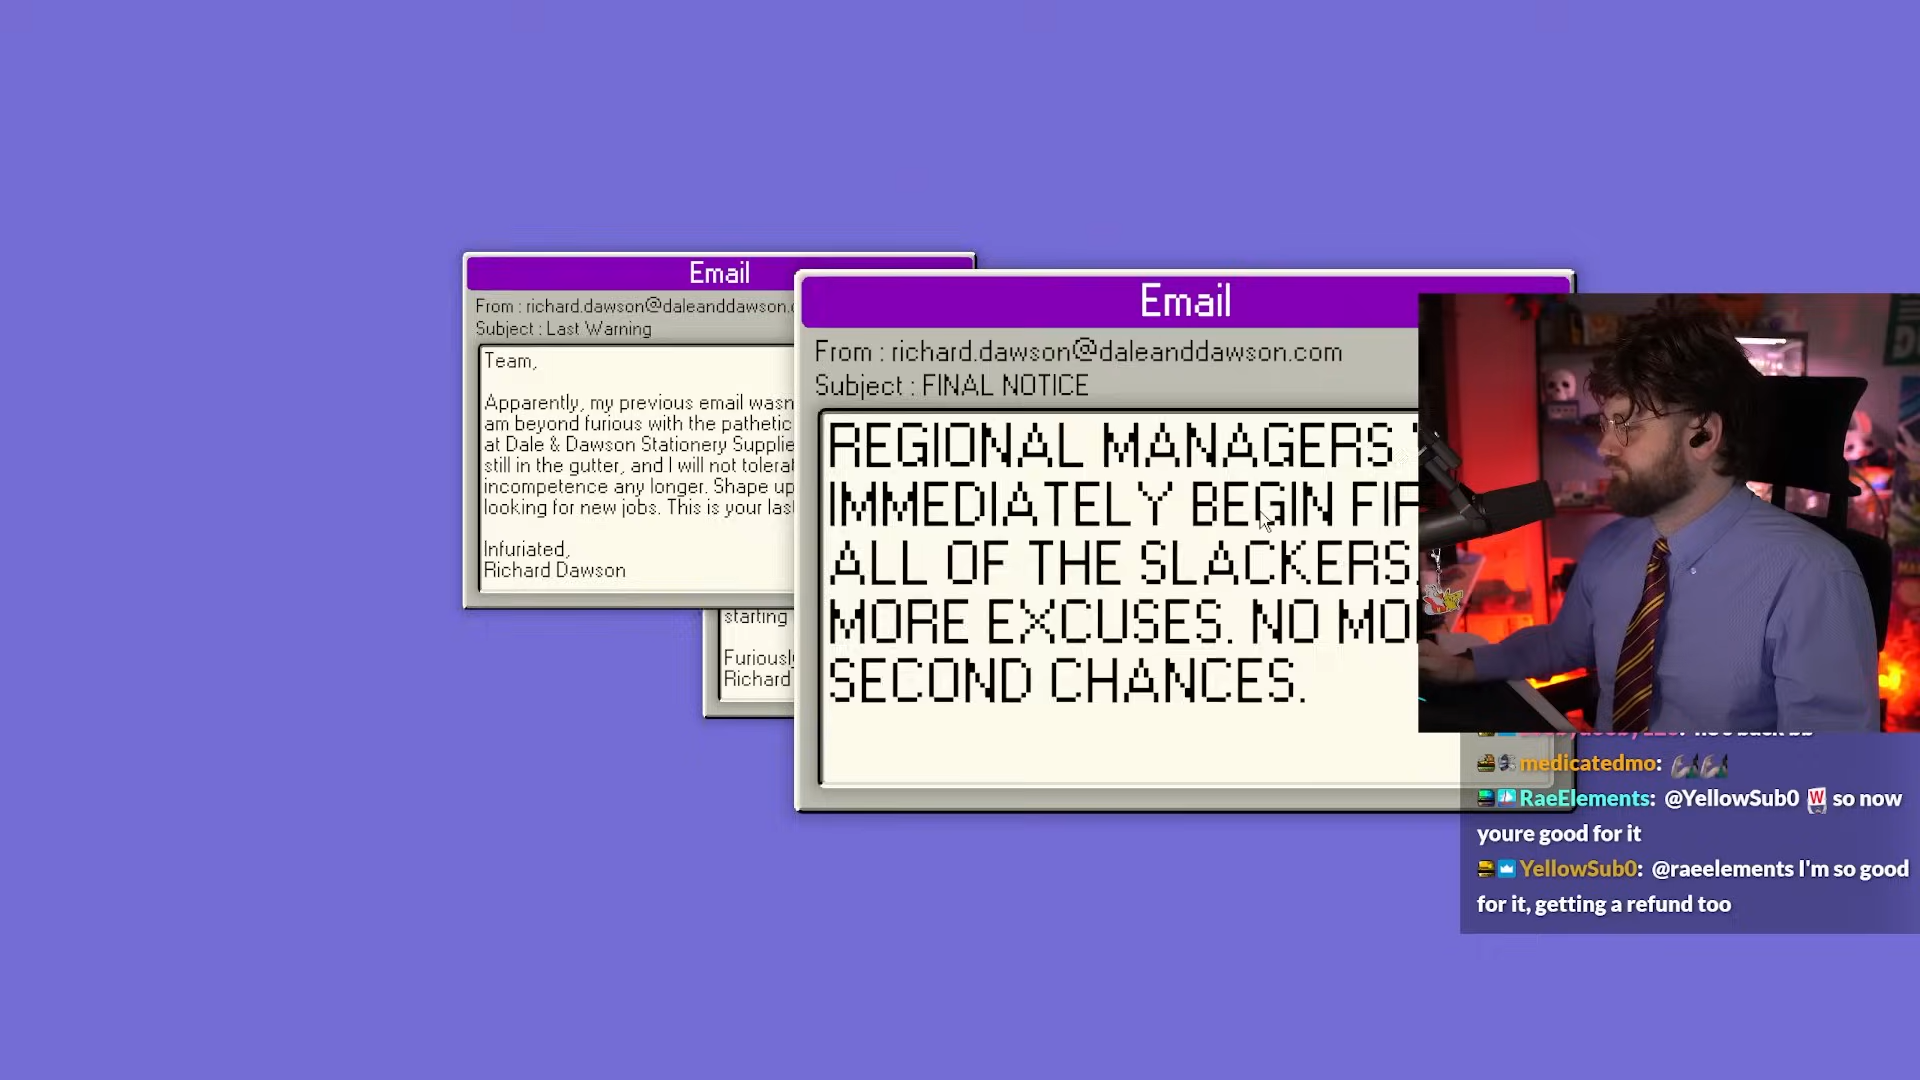 Email
From : richard.dawson@daleanddawson.
Subject : Last Warning
Team,
Apparently, my previous email wasn
am beyond furious with the pathetic
at Dale & Dawson Stationery Supplie
still in the gutter, and I will not tolerat
incompetence any longer. Shape up
looking for new jobs. This is your las
Infuriated,
Richard Dawson
starting
Furiously
Richard
Email
From : richard.dawson@daleanddawson.com
Subject : FINAL NOTICE
REGIONAL MANAGERS
IMMEDIATELY BEGIN FIR
ALL OF THE SLACKERS.
MORE EXCUSES. NO MO
SECOND CHANCES.
medicatedmo:
RaeElements: @YellowSub0 W so now
youre good for it
YellowSub0: @raeelements I'm so good
for it, getting a refund too